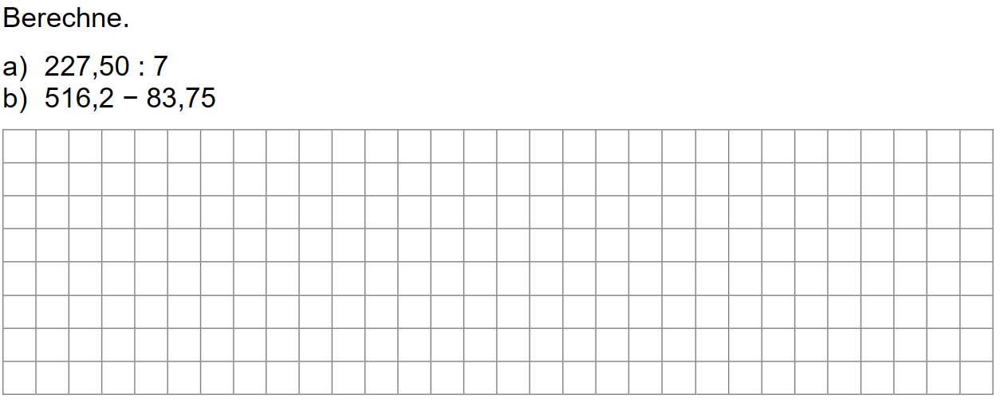 Berechne.
a) 227,50 : 7
b) 516,2 − 83,75